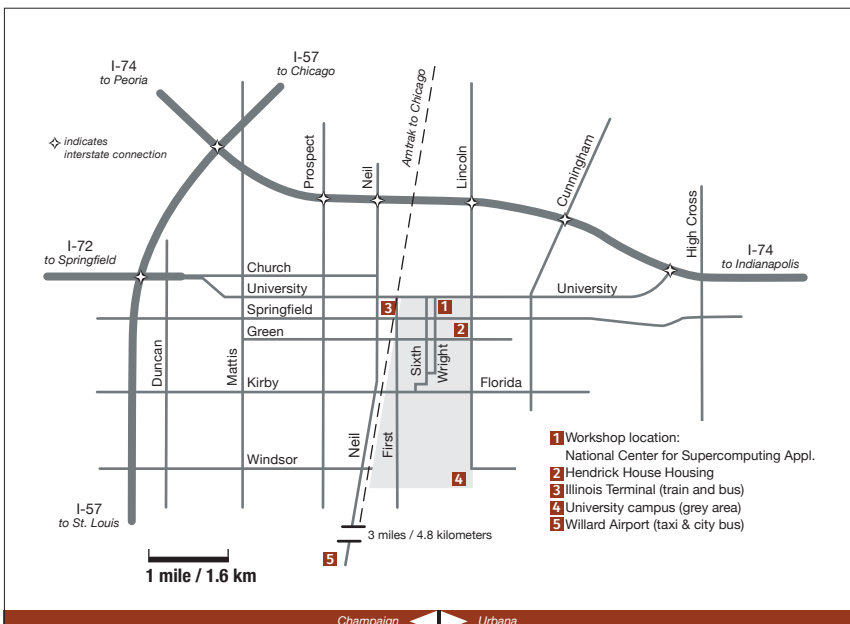 I-57
to Chicago
I-74
to Peoria
indicates
interstate connection
Prospect
Neil
Amtrak to Chicago
Lincoln
Cunningham
High Cross
I-72
to Springfield
I-74
to Indianapolis
Church
University
University
Springfield
3
1
Green
2
Duncan
Mattis
Sixth
Wright
Kirby
Florida
Neil
First
Windsor
4
1 Workshop location:
National Center for Supercomputing Appl.
2 Hendrick House Housing
3 Illinois Terminal (train and bus)
4 University campus (grey area)
5 Willard Airport (taxi & city bus)
I-57
to St. Louis
3 miles / 4.8 kilometers
5
1 mile / 1.6 km
Champaign
Urbana